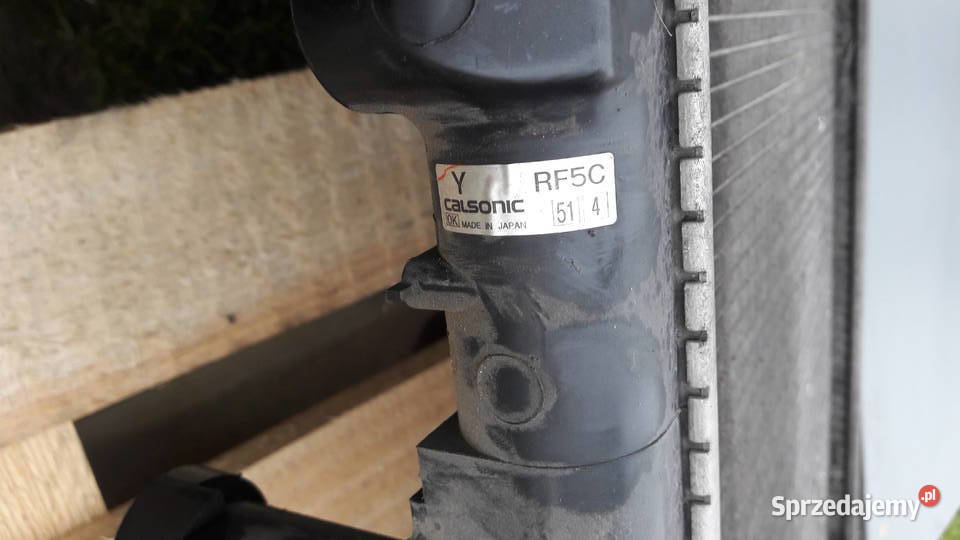 Y RF5C
calsonic 51 4
OK MADE IN JAPAN
Sprzedajemy.pl